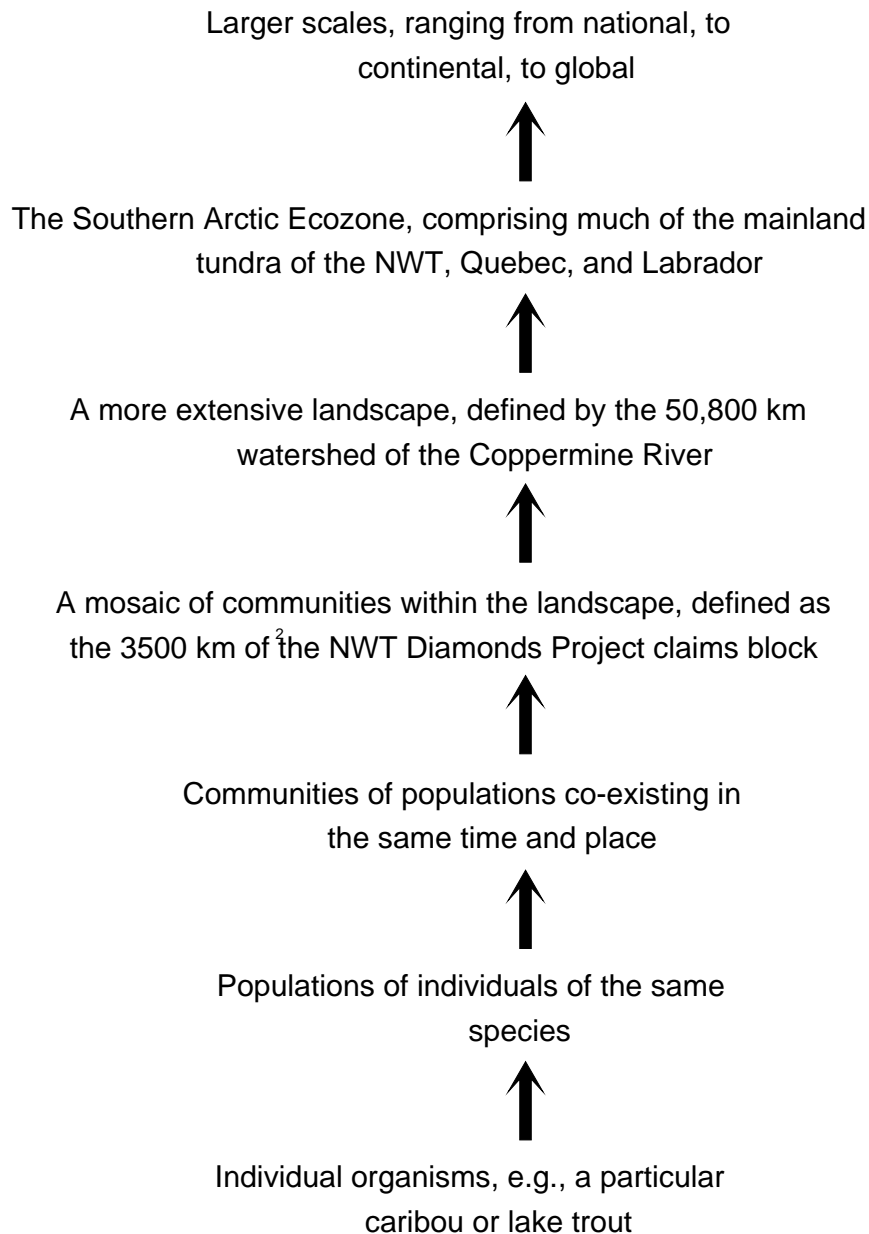 Larger scales, ranging from national, to
continental, to global
The Southern Arctic Ecozone, comprising much of the mainland
tundra of the NWT, Quebec, and Labrador
A more extensive landscape, defined by the 50,800 km
watershed of the Coppermine River
A mosaic of communities within the landscape, defined as
the 3500 km of ²the NWT Diamonds Project claims block
Communities of populations co-existing in
the same time and place
Populations of individuals of the same
species
Individual organisms, e.g., a particular
caribou or lake trout